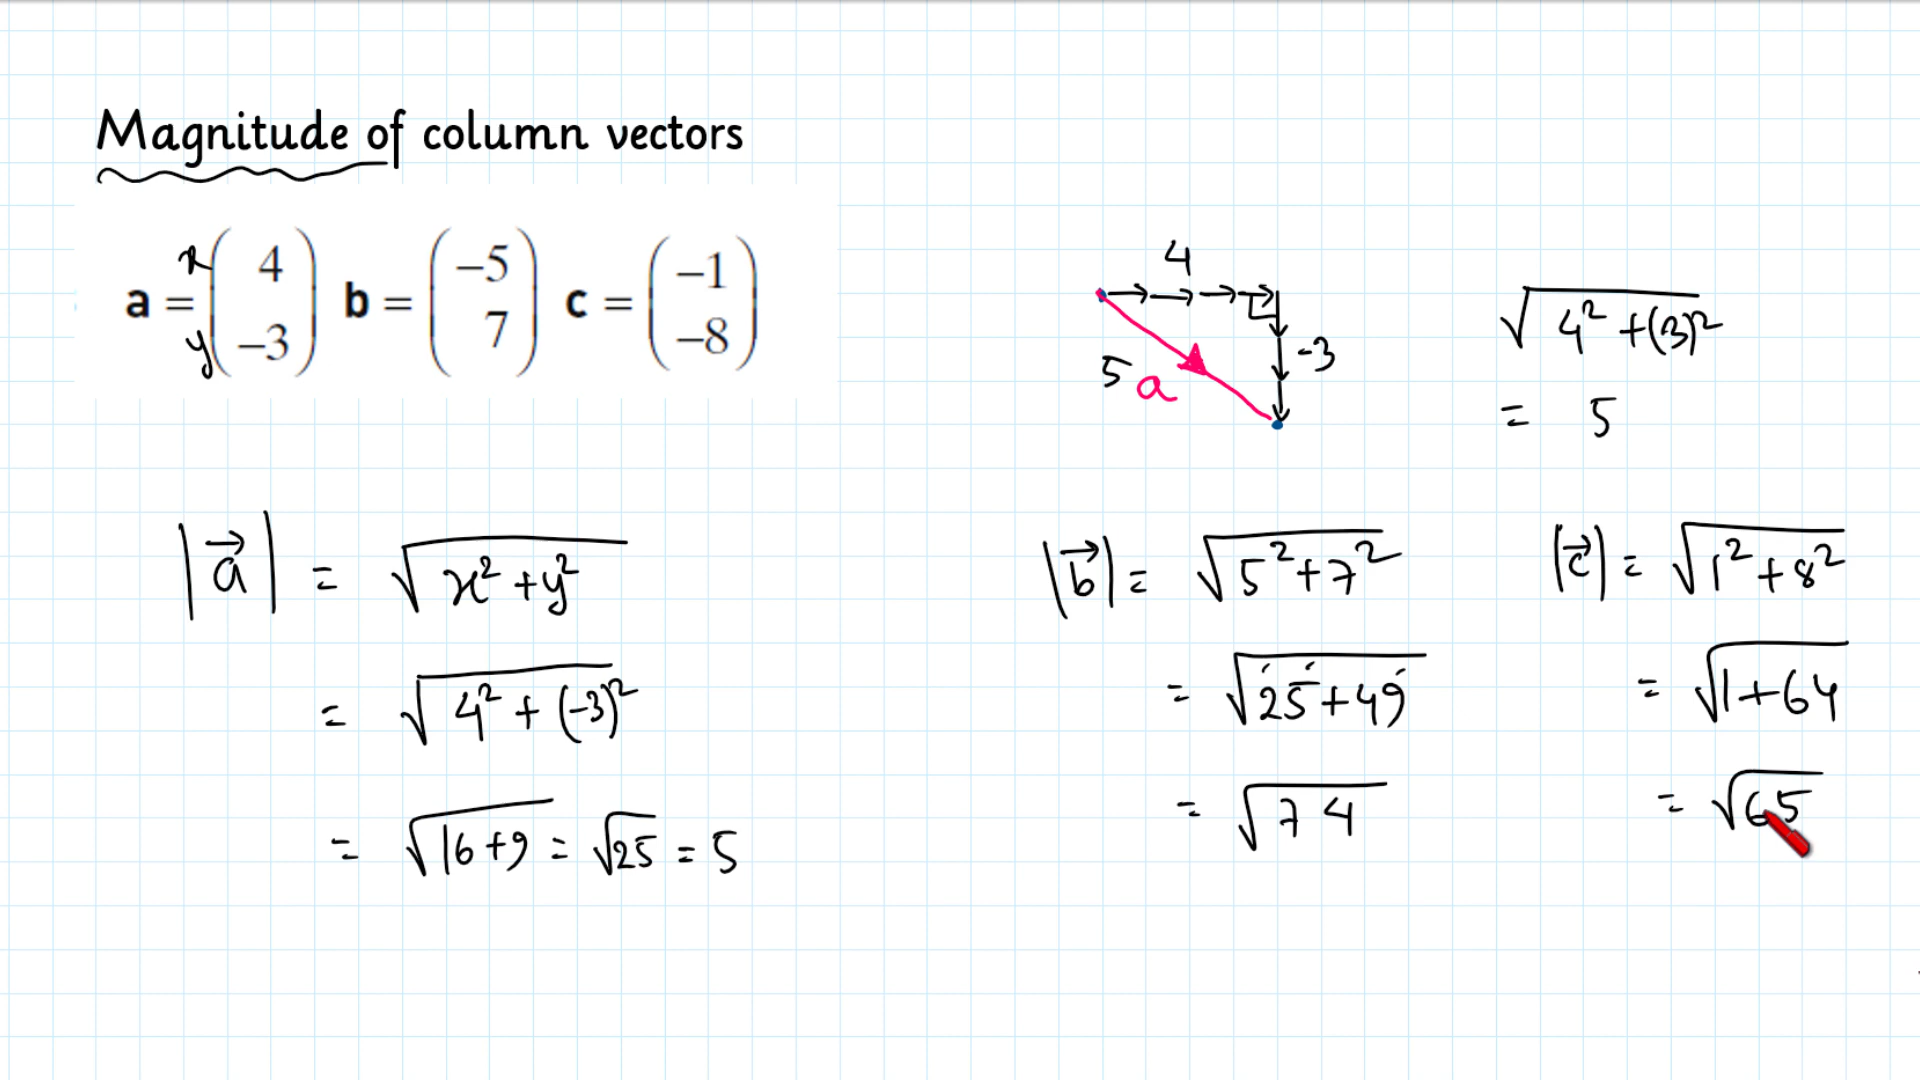 Magnitude of column vectors
a = x y ( 4 −3 ) b = ( −5 7 ) c = ( −1 −8 )
4
-3
5 a
√4² + (3)²
= 5
|a⃗| = √x² + y²
= √4² + (-3)²
= √16+9 = √25 = 5
|b⃗| = √5² + 7²
= √25 + 49
= √74
|c⃗| = √1² + 8²
= √1 + 64
= √65